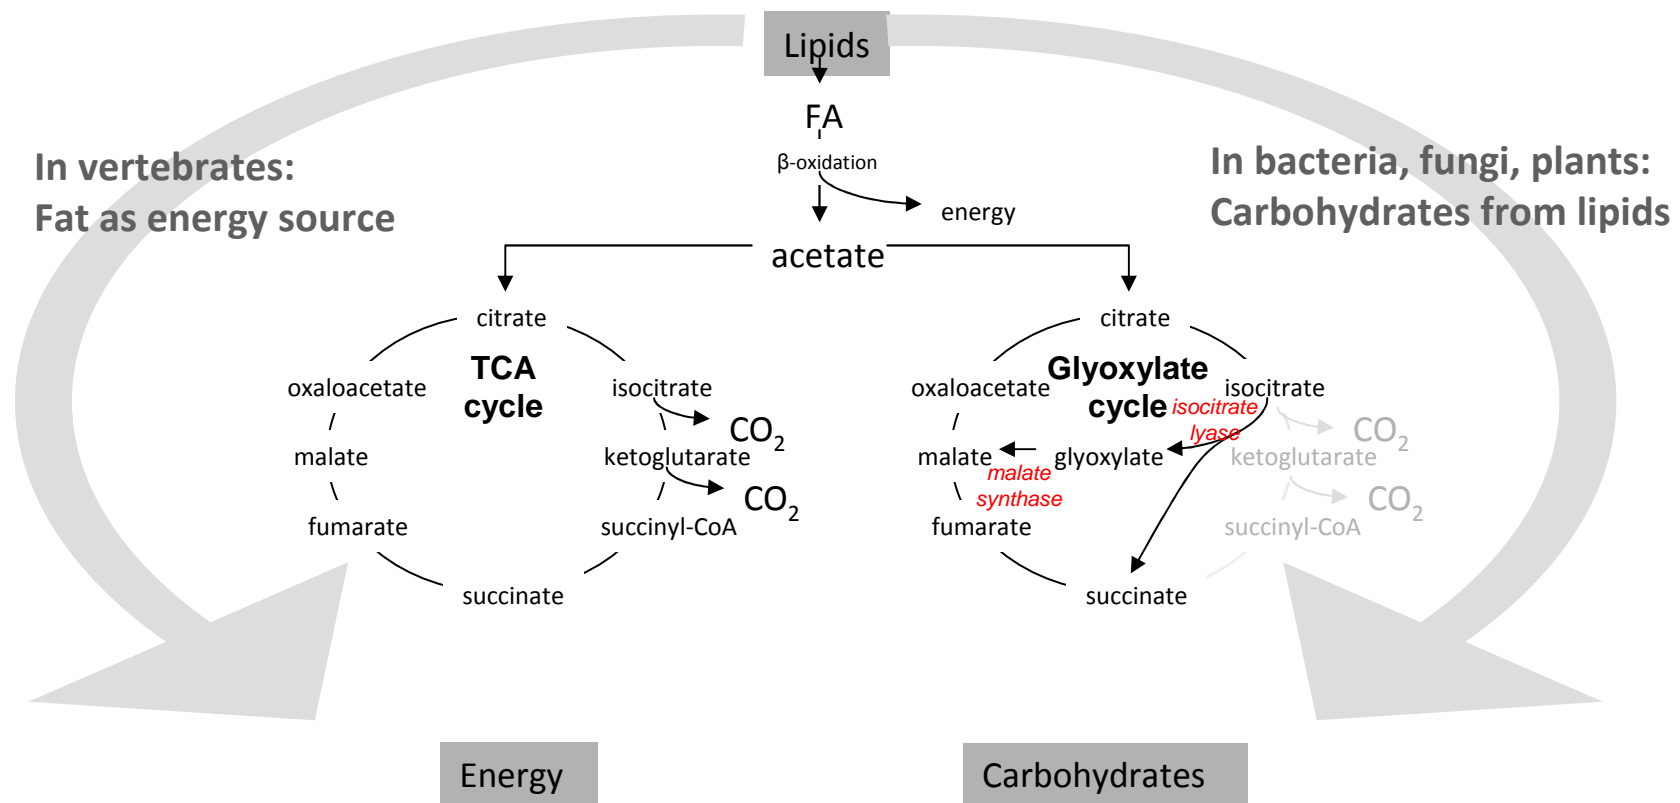 Lipids
FA
β-oxidation
energy
acetate
In vertebrates:
Fat as energy source
In bacteria, fungi, plants:
Carbohydrates from lipids
citrate
TCA
cycle
oxaloacetate
isocitrate
CO2
malate
ketoglutarate
CO2
fumarate
succinyl-CoA
succinate
citrate
Glyoxylate
cycle
oxaloacetate
isocitrate
isocitrate
lyase
CO2
malate
glyoxylate
ketoglutarate
malate
synthase
CO2
fumarate
succinyl-CoA
succinate
Energy
Carbohydrates